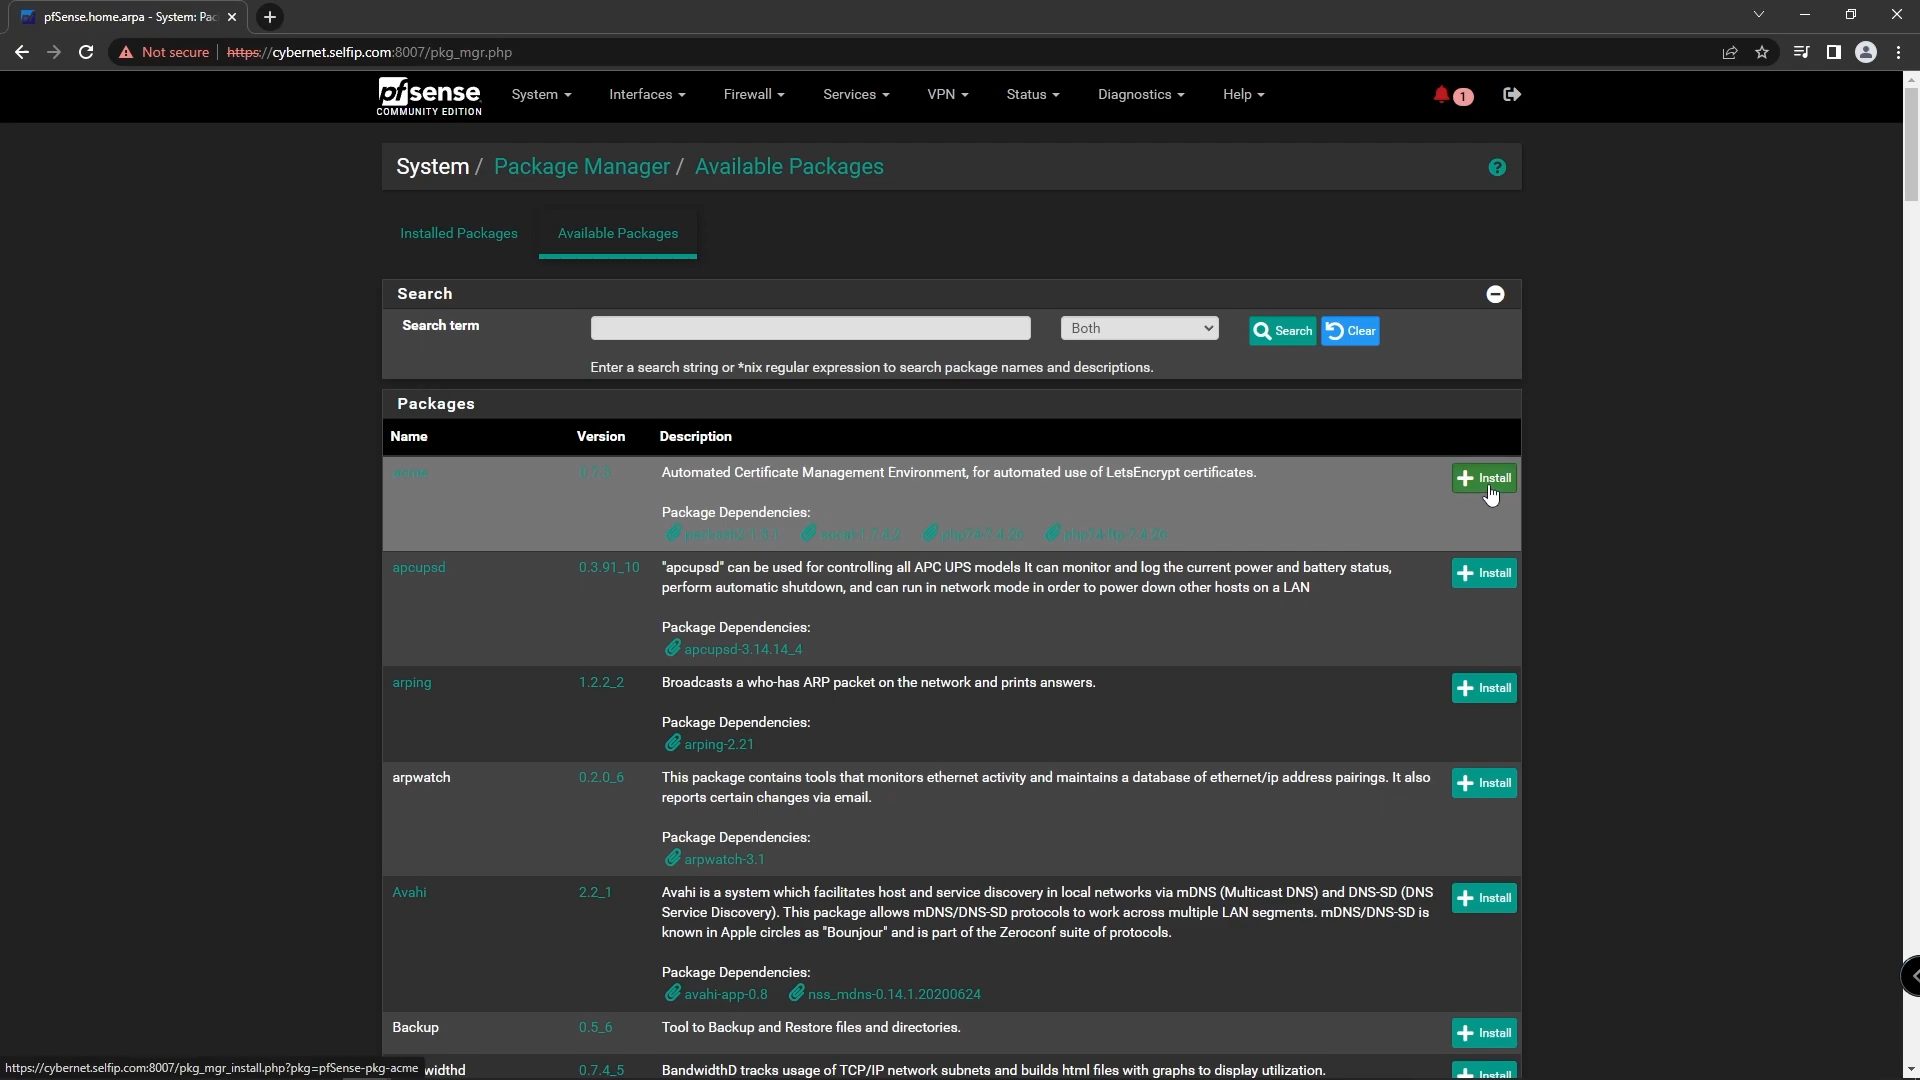 pfSense.home.arpa - System: Pac
Not secure https://cybernet.selfip.com:8007/pkg_mgr.php
pfsense
COMMUNITY EDITION
System Interfaces Firewall Services VPN Status Diagnostics Help 1
System / Package Manager / Available Packages
Installed Packages Available Packages
Search
Search term Both Search Clear
Enter a search string or *nix regular expression to search package names and descriptions.
Packages
Name Version Description
acme Automated Certificate Management Environment, for automated use of LetsEncrypt certificates. Install
Package Dependencies:
php74-7.4.26 php74-ftp-7.4.26
apcupsd 0.3.91_10 "apcupsd" can be used for controlling all APC UPS models It can monitor and log the current power and battery status, Install
perform automatic shutdown, and can run in network mode in order to power down other hosts on a LAN
Package Dependencies:
apcupsd-3.14.14_4
arping 1.2.2_2 Broadcasts a who-has ARP packet on the network and prints answers. Install
Package Dependencies:
arping-2.21
arpwatch 0.2.0_6 This package contains tools that monitors ethernet activity and maintains a database of ethernet/ip address pairings. It also Install
reports certain changes via email.
Package Dependencies:
arpwatch-3.1
Avahi 2.2_1 Avahi is a system which facilitates host and service discovery in local networks via mDNS (Multicast DNS) and DNS-SD (DNS Install
Service Discovery). This package allows mDNS/DNS-SD protocols to work across multiple LAN segments. mDNS/DNS-SD is
known in Apple circles as "Bounjour" and is part of the Zeroconf suite of protocols.
Package Dependencies:
avahi-app-0.8 nss_mdns-0.14.1.20200624
Backup 0.5_6 Tool to Backup and Restore files and directories. Install
https://cybernet.selfip.com:8007/pkg_mgr_install.php?pkg=pfSense-pkg-acme
widthd 0.7.4_5 BandwidthD tracks usage of TCP/IP network subnets and builds html files with graphs to display utilization. Install